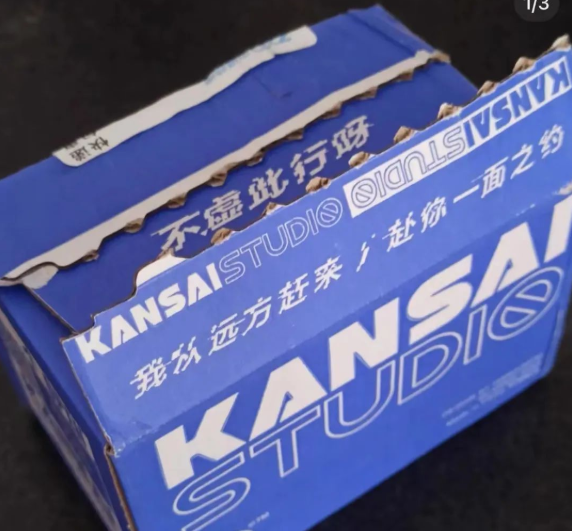 1/3
快递
不虚此行呀
KANSAISTUDIO STUDIOKANSAI
我从远方赶来 赴你一面之约
KANSAI
STUDIO